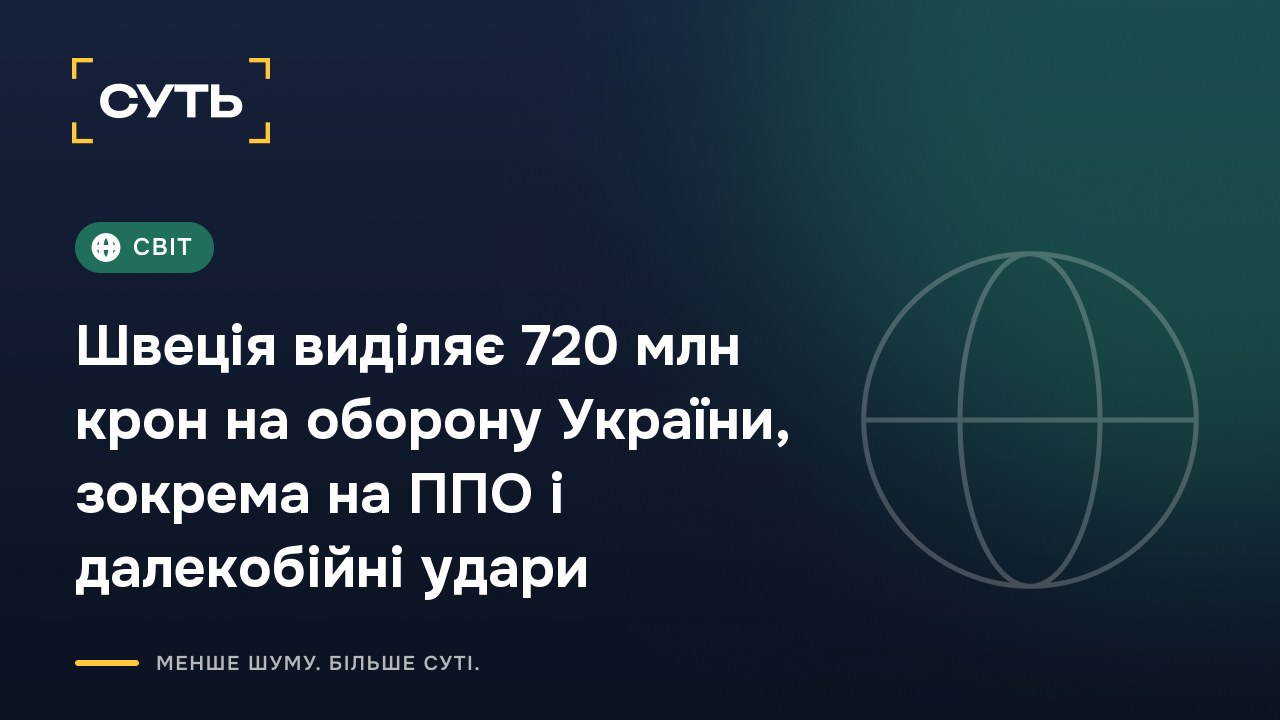 СУТЬ
СВІТ
Швеція виділяє 720 млн
крон на оборону України,
зокрема на ППО і
далекобійні удари
МЕНШЕ ШУМУ. БІЛЬШЕ СУТІ.